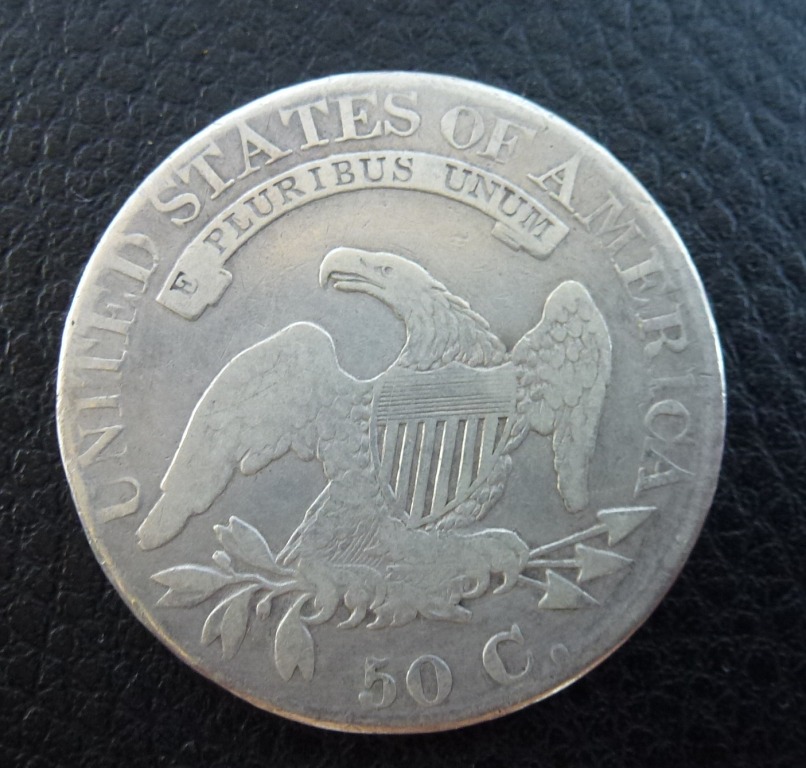 UNITED STATES OF AMERICA
E PLURIBUS UNUM
50 C.